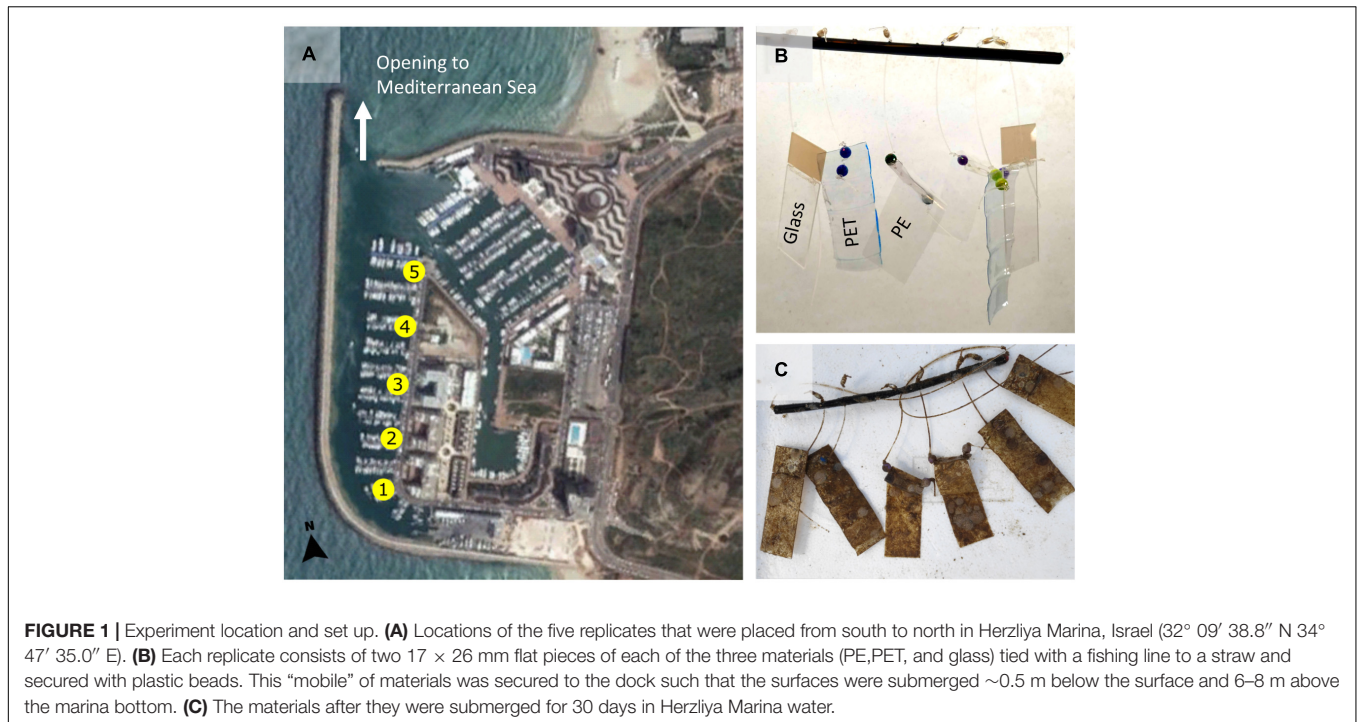 A
Opening to
Mediterranean Sea
5
4
3
2
1
N
B
Glass
PET
PE
C
FIGURE 1 | Experiment location and set up. (A) Locations of the five replicates that were placed from south to north in Herzliya Marina, Israel (32° 09′ 38.8″ N 34°
47′ 35.0″ E). (B) Each replicate consists of two 17 × 26 mm flat pieces of each of the three materials (PE,PET, and glass) tied with a fishing line to a straw and
secured with plastic beads. This “mobile” of materials was secured to the dock such that the surfaces were submerged ∼0.5 m below the surface and 6–8 m above
the marina bottom. (C) The materials after they were submerged for 30 days in Herzliya Marina water.